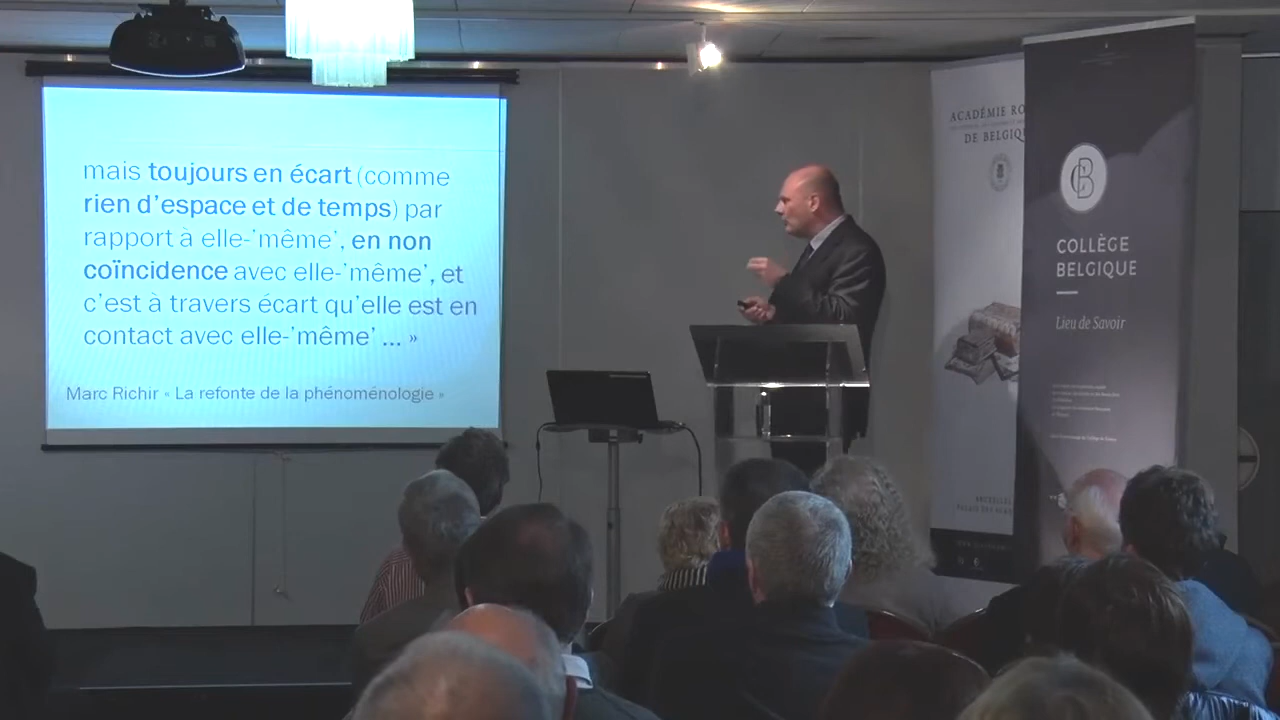 mais toujours en écart (comme
rien d'espace et de temps) par
rapport à elle-'même', en non
coïncidence avec elle-'même', et
c'est à travers écart qu'elle est en
contact avec elle-'même' ... »
Marc Richir « La refonte de la phénoménologie »
ACADÉMIE RO
DE BELGIQU
CB
COLLÈGE
BELGIQUE
Lieu de Savoir